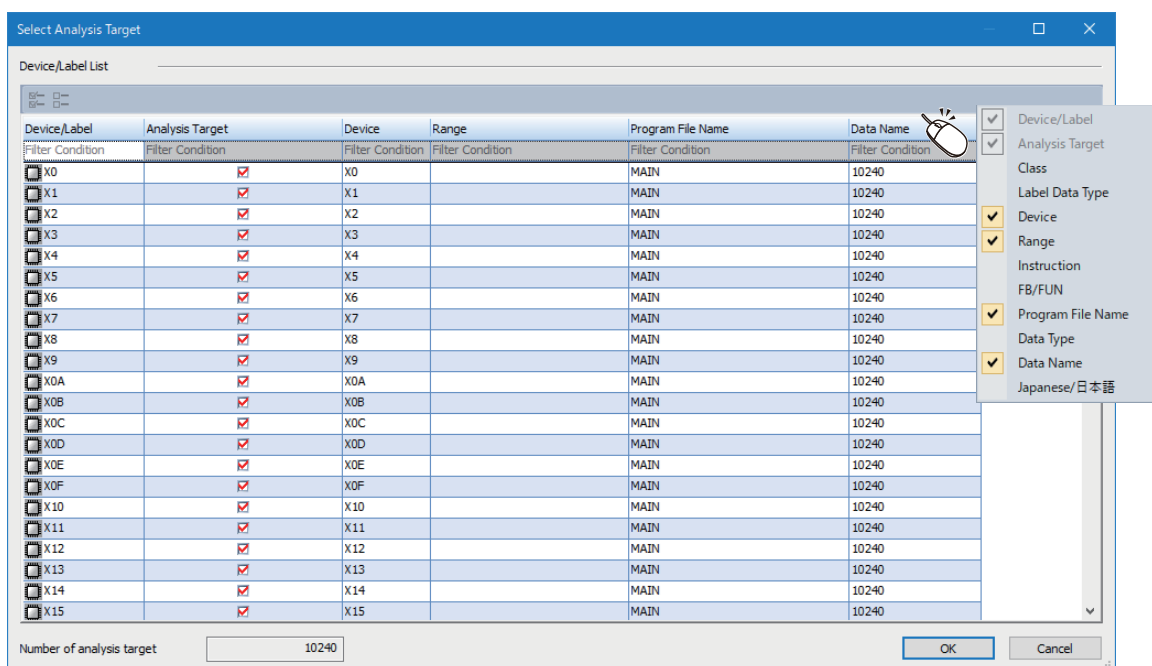 Select Analysis Target
Device/Label List
Device/Label Analysis Target Device Range Program File Name Data Name
Filter Condition Filter Condition Filter Condition Filter Condition Filter Condition Filter Condition
X0 X0 MAIN 10240
X1 X1 MAIN 10240
X2 X2 MAIN 10240
X3 X3 MAIN 10240
X4 X4 MAIN 10240
X5 X5 MAIN 10240
X6 X6 MAIN 10240
X7 X7 MAIN 10240
X8 X8 MAIN 10240
X9 X9 MAIN 10240
X0A X0A MAIN 10240
X0B X0B MAIN 10240
X0C X0C MAIN 10240
X0D X0D MAIN 10240
X0E X0E MAIN 10240
X0F X0F MAIN 10240
X10 X10 MAIN 10240
X11 X11 MAIN 10240
X12 X12 MAIN 10240
X13 X13 MAIN 10240
X14 X14 MAIN 10240
X15 X15 MAIN 10240
Device/Label
Analysis Target
Class
Label Data Type
Device
Range
Instruction
FB/FUN
Program File Name
Data Type
Data Name
Japanese/日本語
Number of analysis target 10240 OK Cancel